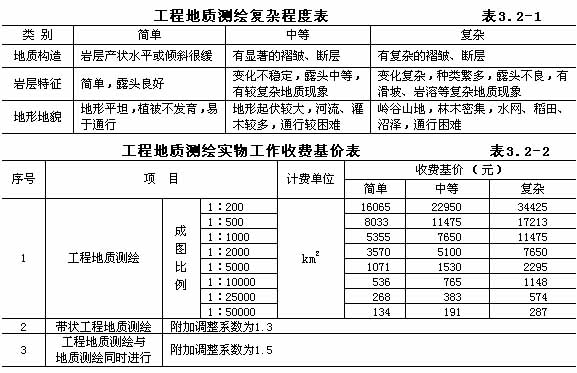 工程地质测绘复杂程度表 表3.2-1
类 别 简单 中等 复杂
地质构造 岩层产状水平或倾斜很缓 有显著的褶皱、断层 有复杂的褶皱、断层
岩层特征 简单,露头良好 变化不稳定,露头中等,有较复杂地质现象 变化复杂,种类繁多,露头不良,有滑坡、岩溶等复杂地质现象
地形地貌 地形平坦,植被不发育,易于通行 地形起伏较大,河流、灌木较多,通行较困难 岭谷山地,林木密集,水网、稻田、沼泽,通行困难
工程地质测绘实物工作收费基价表 表3.2-2
序号 项 目 计费单位 收费基价（元）
简单 中等 复杂
1 工程地质测绘 成图比例 km²
1:200 16065 22950 34425
1:500 8033 11475 17213
1:1000 5355 7650 11475
1:2000 3570 5100 7650
1:5000 1071 1530 2295
1:10000 536 765 1148
1:25000 268 383 574
1:50000 134 191 287
2 带状工程地质测绘 附加调整系数为1.3
3 工程地质测绘与地质测绘同时进行 附加调整系数为1.5